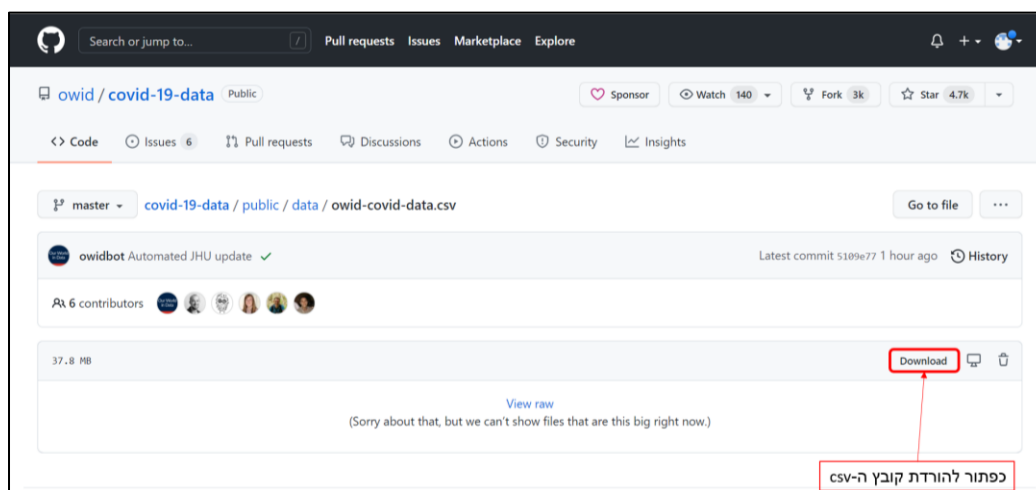 Search or jump to... / Pull requests Issues Marketplace Explore
owid / covid-19-data Public Sponsor Watch 140 Fork 3k Star 4.7k
Code Issues 6 Pull requests Discussions Actions Security Insights
master covid-19-data / public / data / owid-covid-data.csv Go to file ...
owidbot Automated JHU update Latest commit 5109e77 1 hour ago History
6 contributors
37.8 MB Download
View raw
(Sorry about that, but we can't show files that are this big right now.)
כפתור להורדת קובץ ה-csv